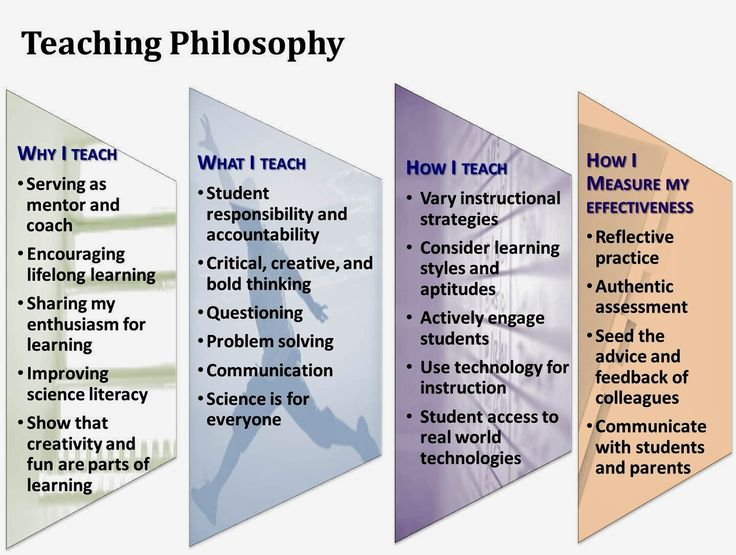 Teaching Philosophy
WHY I TEACH
• Serving as
mentor and
coach
• Encouraging
lifelong learning
• Sharing my
enthusiasm for
learning
• Improving
science literacy
• Show that
creativity and
fun are parts of
learning
WHAT I TEACH
• Student
responsibility and
accountability
• Critical, creative, and
bold thinking
• Questioning
• Problem solving
• Communication
• Science is for
everyone
HOW I TEACH
• Vary instructional
strategies
• Consider learning
styles and
aptitudes
• Actively engage
students
• Use technology for
instruction
• Student access to
real world
technologies
HOW I
MEASURE MY
EFFECTIVENESS
• Reflective
practice
• Authentic
assessment
• Seed the
advice and
feedback of
colleagues
• Communicate
with students
and parents